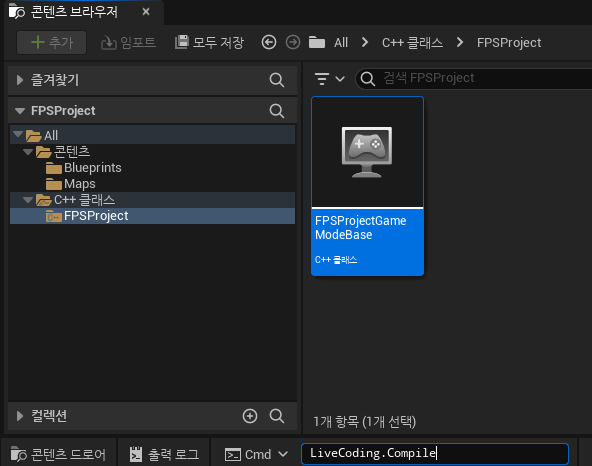 콘텐츠 브라우저
추가 임포트 모두 저장 All C++ 클래스 FPSProject
즐겨찾기
검색 FPSProject
FPSProject
All
콘텐츠
Blueprints
Maps
C++ 클래스
FPSProject
FPSProjectGame
ModeBase
C++ 클래스
컬렉션
1개 항목 (1개 선택)
콘텐츠 드로어 출력 로그 Cmd LiveCoding.Compile